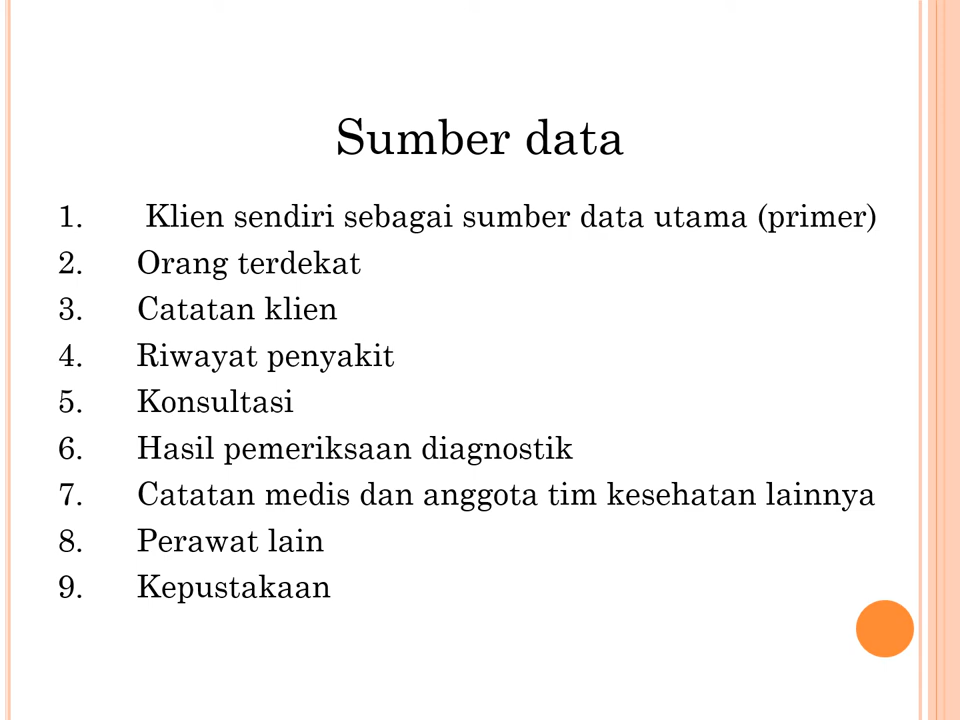 Sumber data
1. Klien sendiri sebagai sumber data utama (primer)
2. Orang terdekat
3. Catatan klien
4. Riwayat penyakit
5. Konsultasi
6. Hasil pemeriksaan diagnostik
7. Catatan medis dan anggota tim kesehatan lainnya
8. Perawat lain
9. Kepustakaan